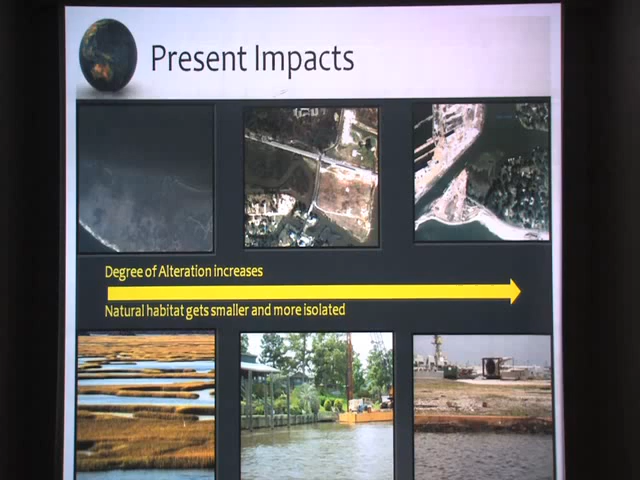 Present Impacts
Degree of Alteration increases
Natural habitat gets smaller and more isolated